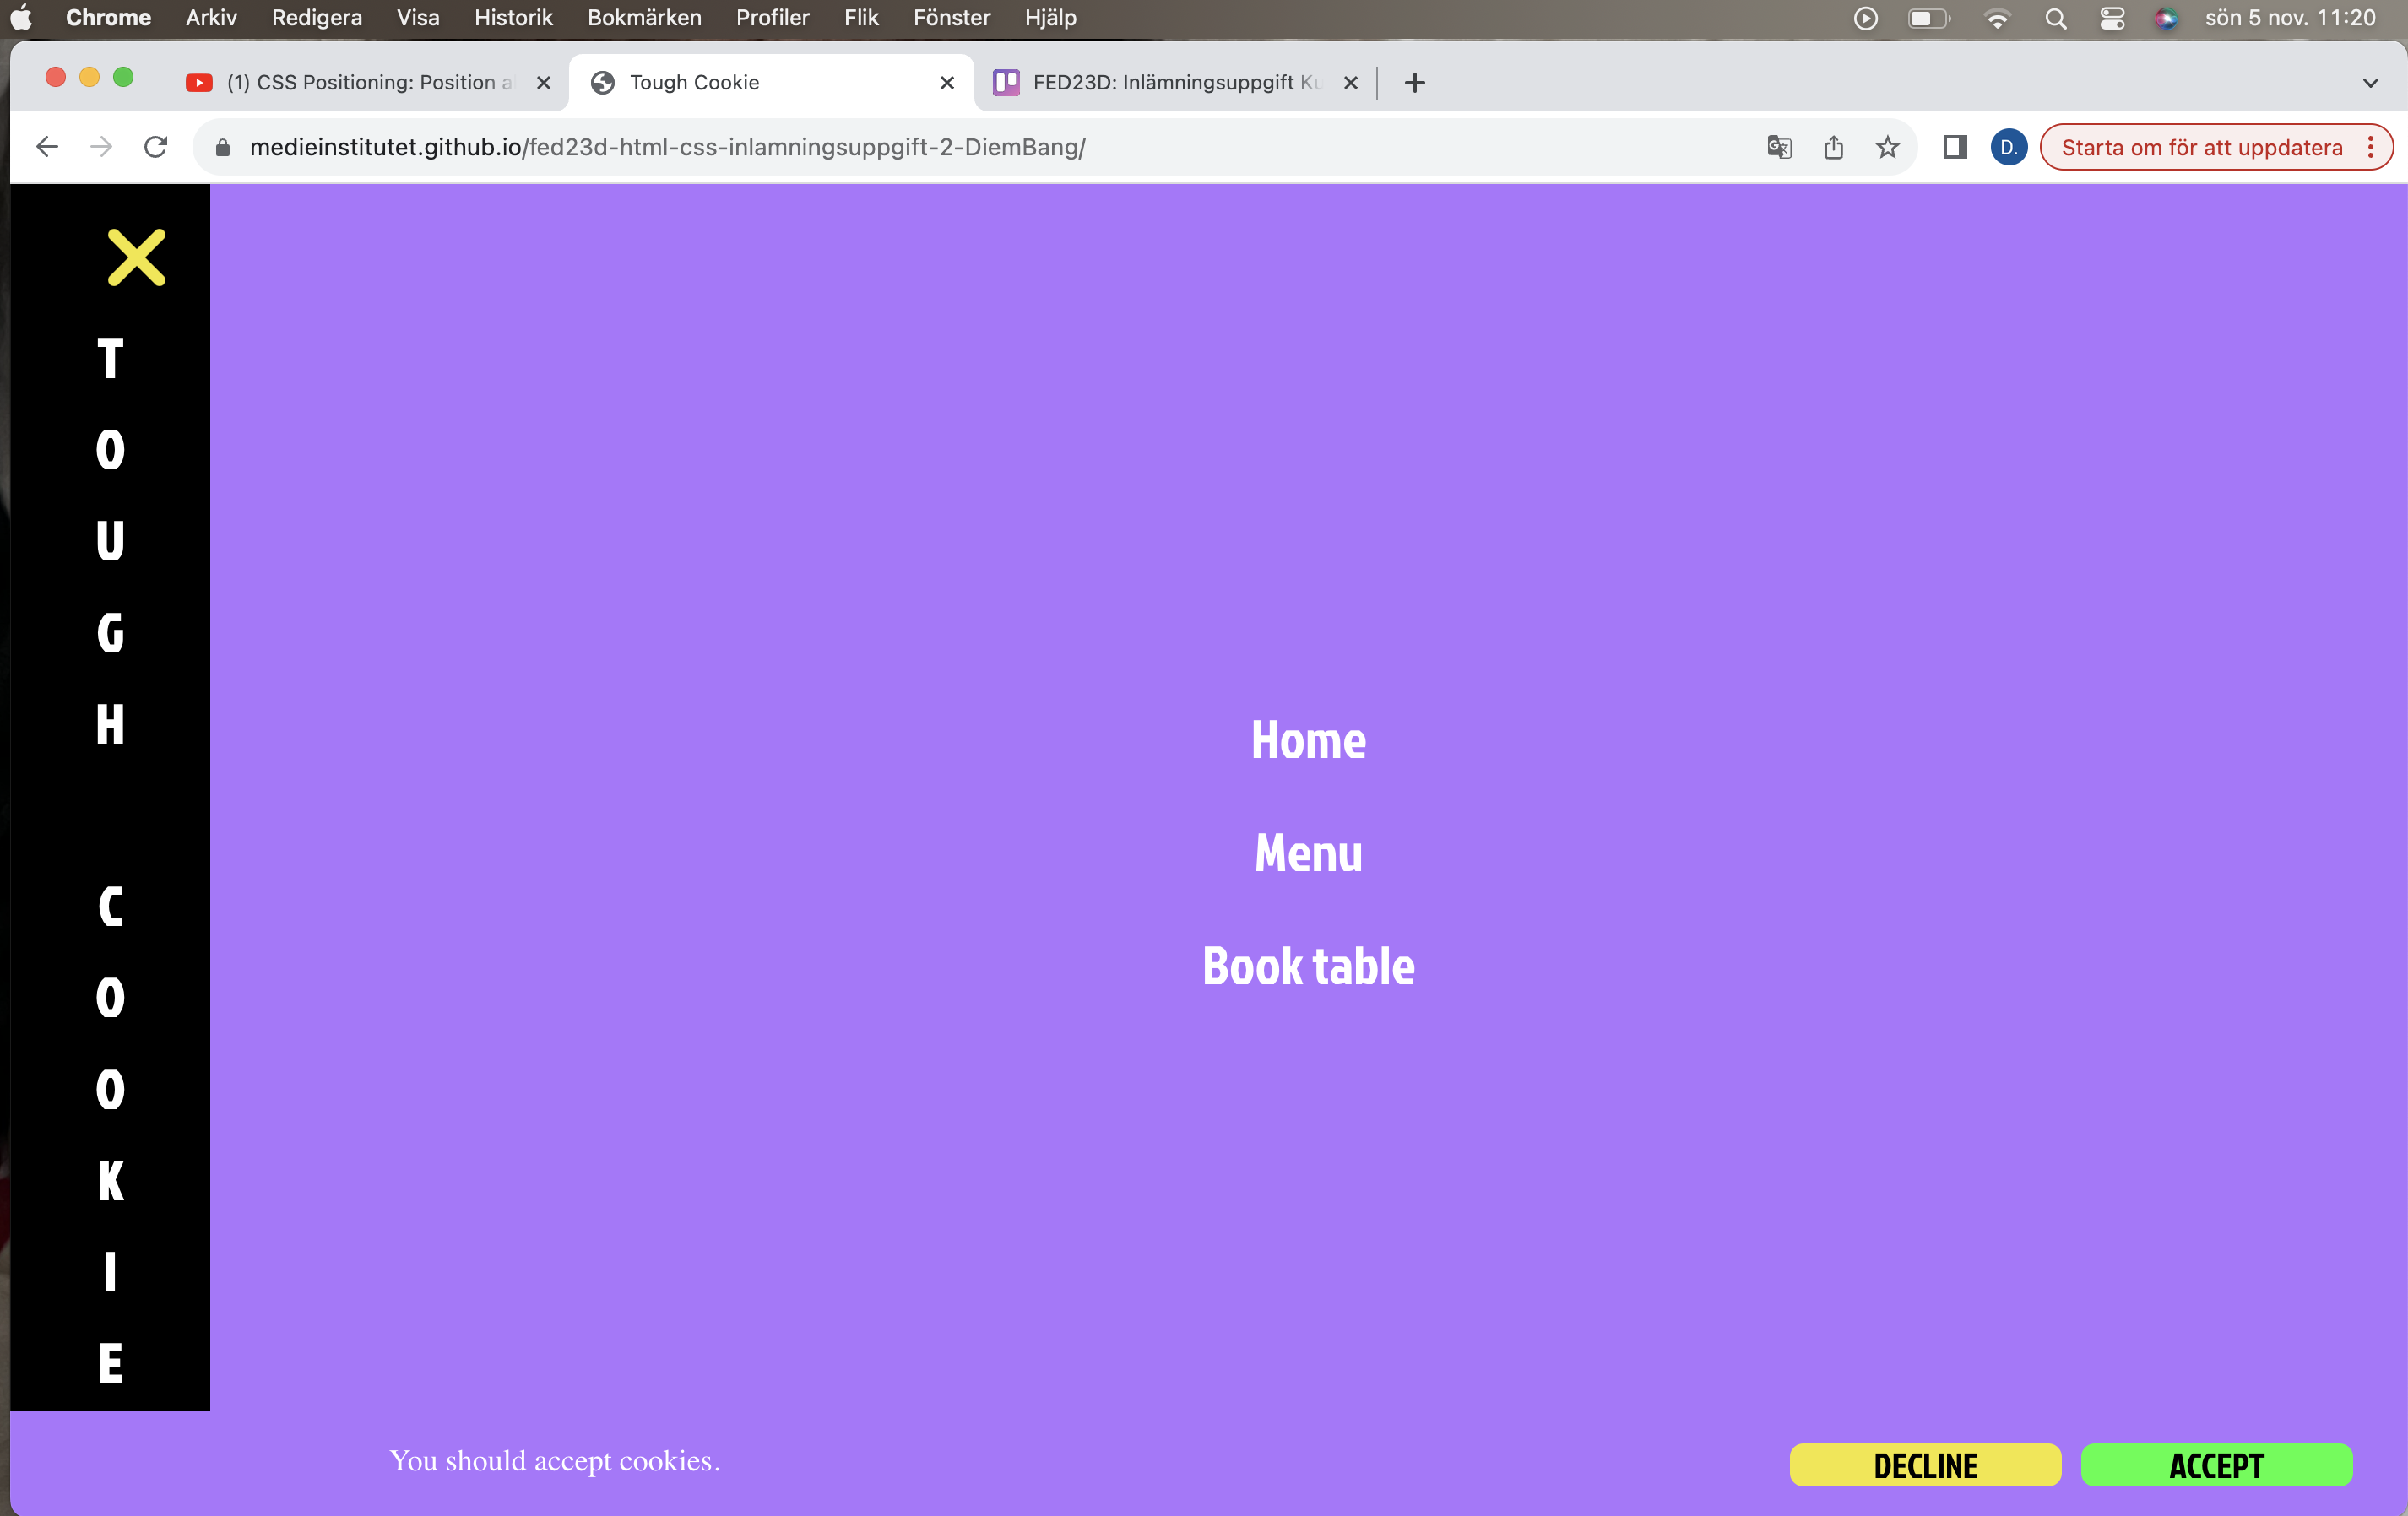 Chrome Arkiv Redigera Visa Historik Bokmärken Profiler Flik Fönster Hjälp sön 5 nov. 11:20
(1) CSS Positioning: Position Tough Cookie FED23D: Inlämningsuppgift
medieinstitutet.github.io/fed23d-html-css-inlamningsuppgift-2-DiemBang/ D. Starta om för att uppdatera
T
O
U
G
H
C
O
O
K
I
E
Home
Menu
Book table
You should accept cookies.
DECLINE ACCEPT